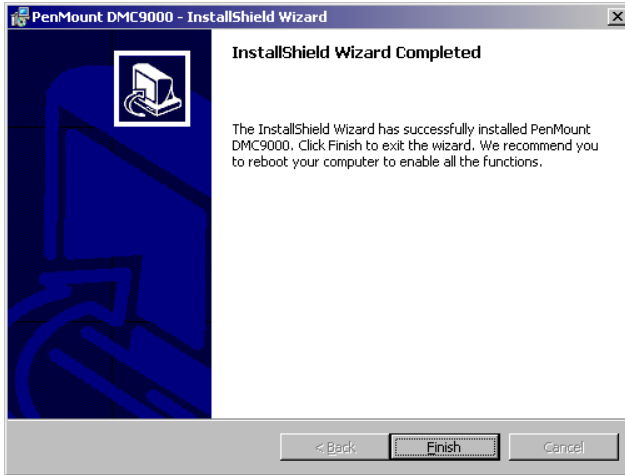 PenMount DMC9000 - InstallShield Wizard
InstallShield Wizard Completed
The InstallShield Wizard has successfully installed PenMount
DMC9000. Click Finish to exit the wizard. We recommend you
to reboot your computer to enable all the functions.
< Back
Finish
Cancel